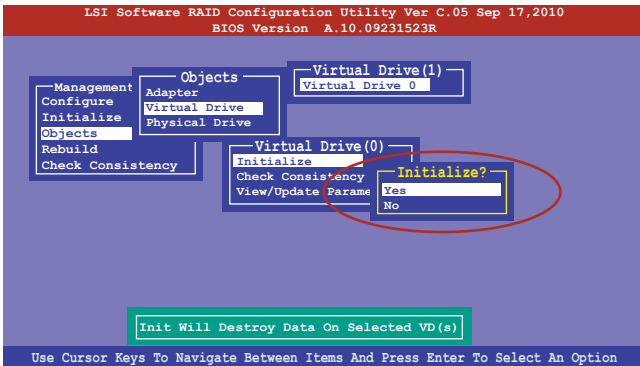 LSI Software RAID Configuration Utility Ver C.05 Sep 17,2010
BIOS Version A.10.09231523R
Management
Configure
Initialize
Objects
Rebuild
Check Consistency
Objects
Adapter
Virtual Drive
Physical Drive
Virtual Drive(1)
Virtual Drive 0
Virtual Drive(0)
Initialize
Check Consistency
View/Update Parame
Initialize?
Yes
No
Init Will Destroy Data On Selected VD(s)
Use Cursor Keys To Navigate Between Items And Press Enter To Select An Option